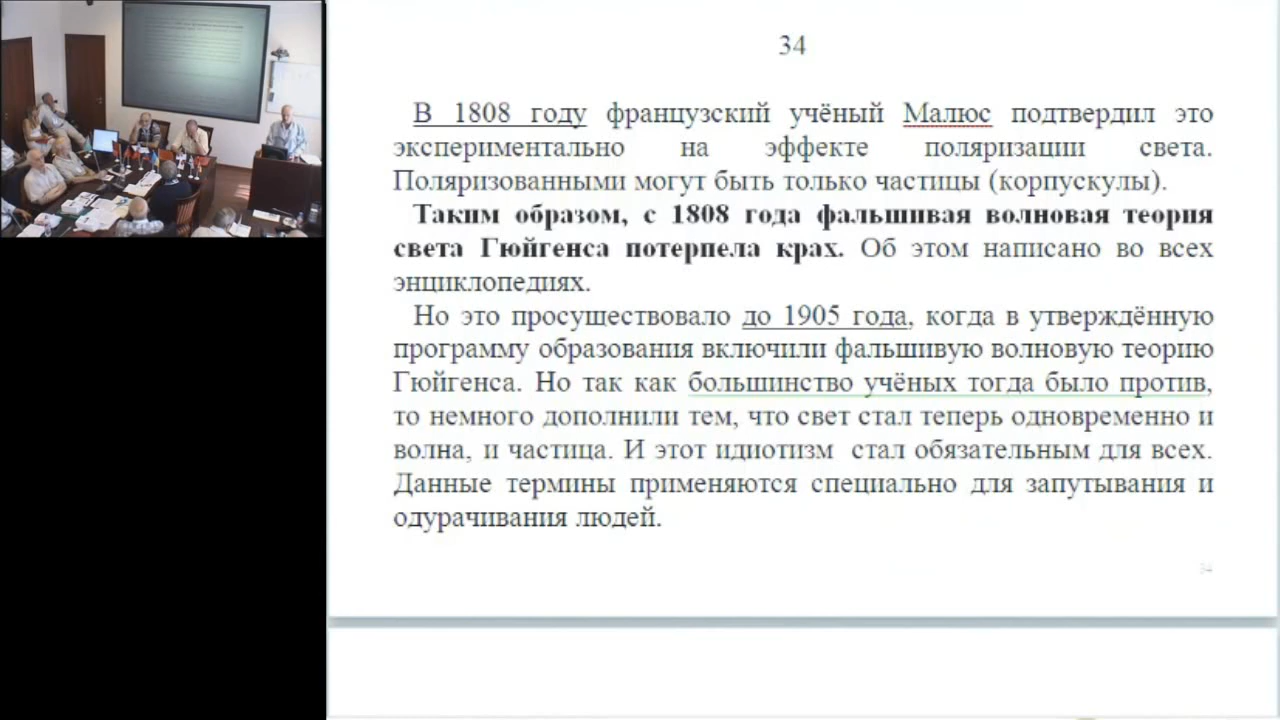 34
В 1808 году французский учёный Малюс подтвердил это
экспериментально на эффекте поляризации света.
Поляризованными могут быть только частицы (корпускулы).
Таким образом, с 1808 года фальшивая волновая теория
света Гюйгенса потерпела крах. Об этом написано во всех
энциклопедиях.
Но это просуществовало до 1905 года, когда в утверждённую
программу образования включили фальшивую волновую теорию
Гюйгенса. Но так как большинство учёных тогда было против,
то немного дополнили тем, что свет стал теперь одновременно и
волна, и частица. И этот идиотизм стал обязательным для всех.
Данные термины применяются специально для запутывания и
одурачивания людей.
34